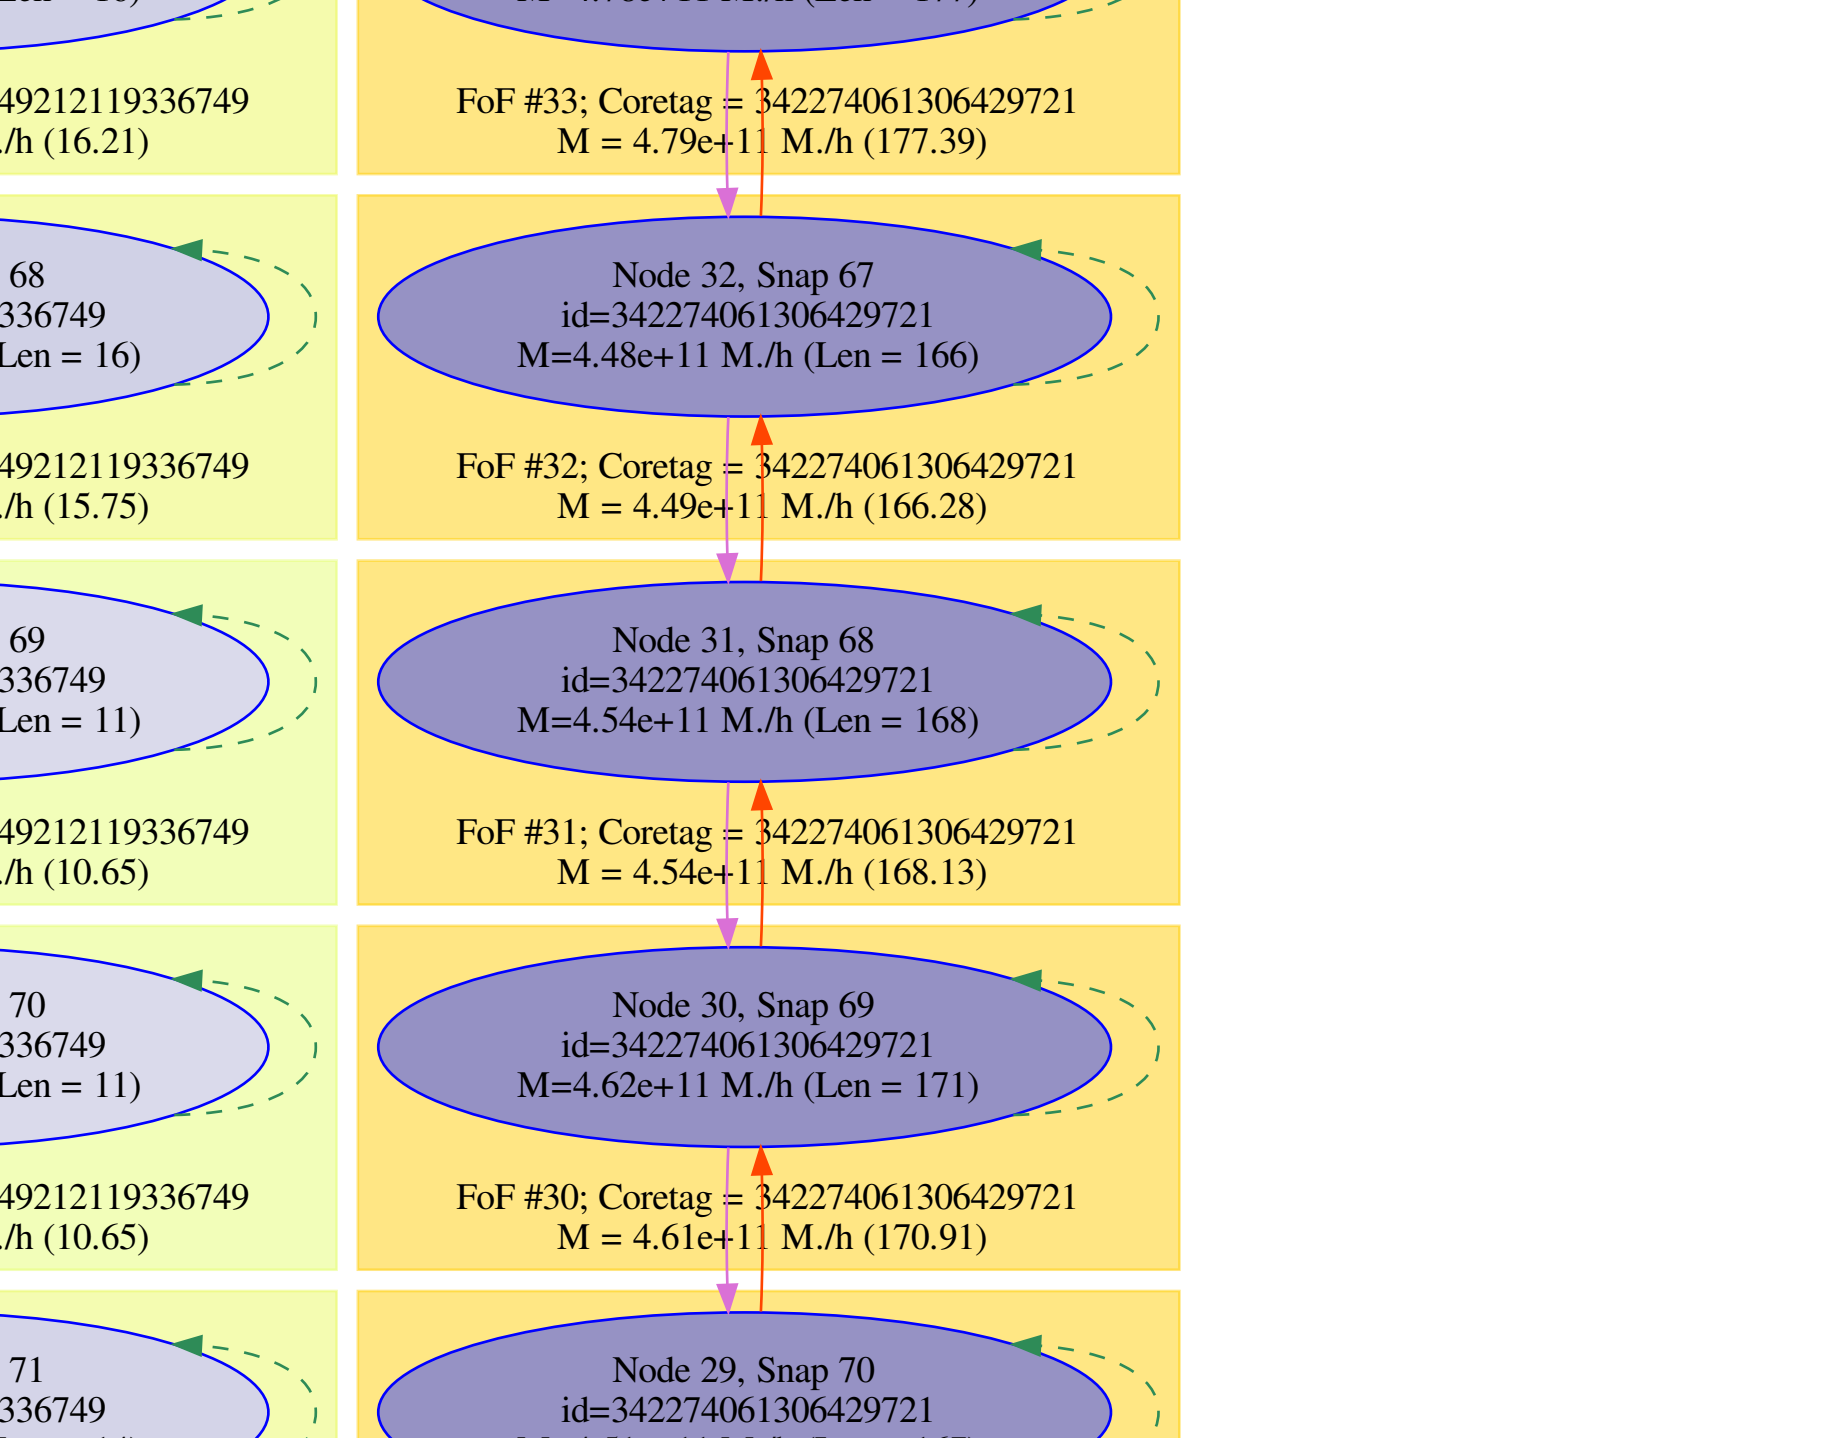 FoF #33; Coretag = 342274061306429721
M = 4.79e+11 M./h (177.39)
Node 32, Snap 67
id=342274061306429721
M=4.48e+11 M./h (Len = 166)
FoF #32; Coretag = 342274061306429721
M = 4.49e+11 M./h (166.28)
Node 31, Snap 68
id=342274061306429721
M=4.54e+11 M./h (Len = 168)
FoF #31; Coretag = 342274061306429721
M = 4.54e+11 M./h (168.13)
Node 30, Snap 69
id=342274061306429721
M=4.62e+11 M./h (Len = 171)
FoF #30; Coretag = 342274061306429721
M = 4.61e+11 M./h (170.91)
Node 29, Snap 70
id=342274061306429721
49212119336749
./h (16.21)
68
336749
Len = 16)
49212119336749
./h (15.75)
69
336749
Len = 11)
49212119336749
./h (10.65)
70
336749
Len = 11)
49212119336749
./h (10.65)
71
336749